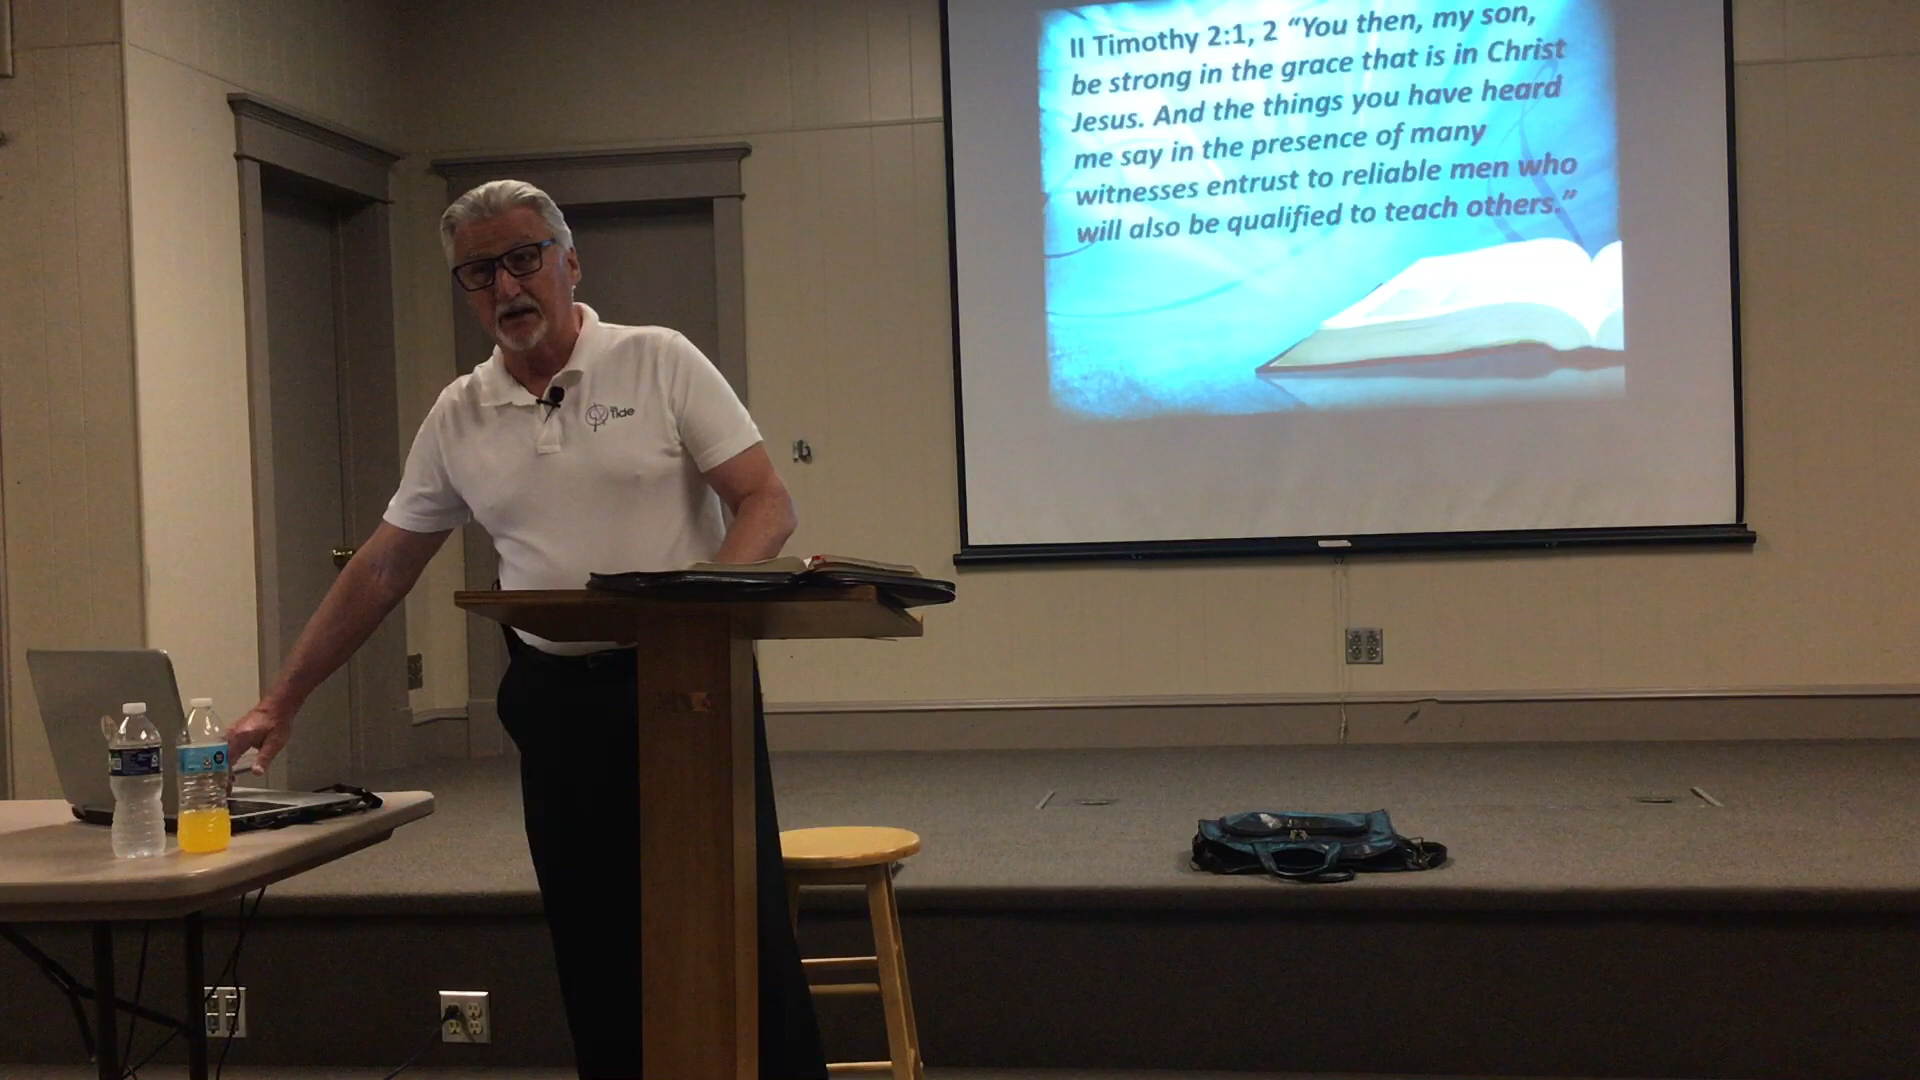 II Timothy 2:1, 2 “You then, my son,
be strong in the grace that is in Christ
Jesus. And the things you have heard
me say in the presence of many
witnesses entrust to reliable men who
will also be qualified to teach others.”
Tide